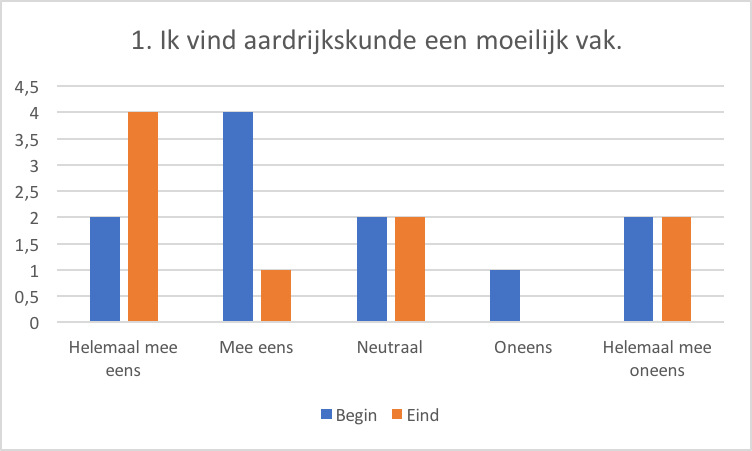 1. Ik vind aardrijkskunde een moeilijk vak.
4,5
4
3,5
3
2,5
2
1,5
1
0,5
0
Helemaal mee
eens
Mee eens
Neutraal
Oneens
Helemaal mee
oneens
Begin
Eind